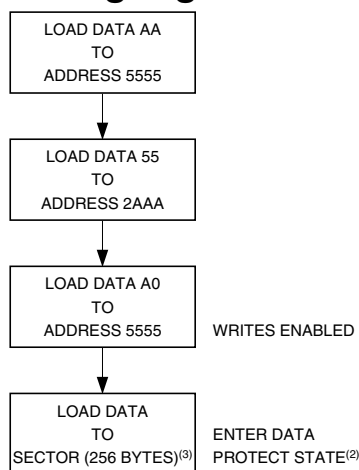 LOAD DATA AA
TO
ADDRESS 5555
LOAD DATA 55
TO
ADDRESS 2AAA
LOAD DATA A0
TO
ADDRESS 5555 WRITES ENABLED
LOAD DATA
TO ENTER DATA
SECTOR (256 BYTES)(3) PROTECT STATE(2)